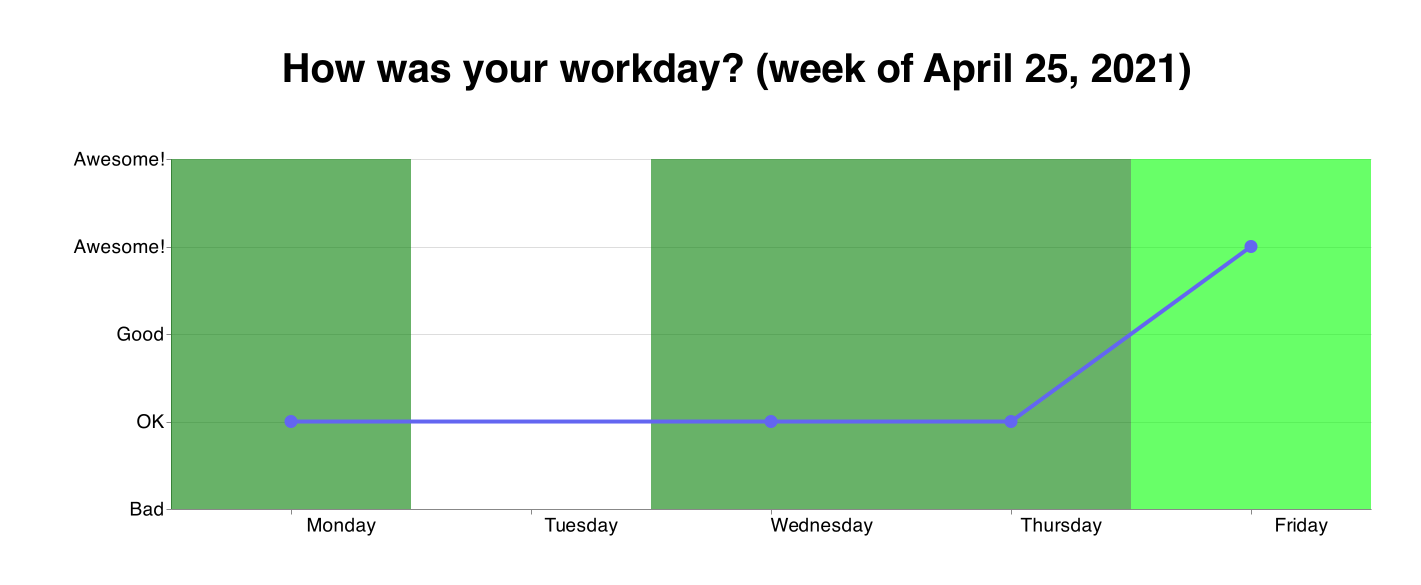 How was your workday? (week of April 25, 2021)
Awesome!
Awesome!
Good
OK
Bad
Monday Tuesday Wednesday Thursday Friday